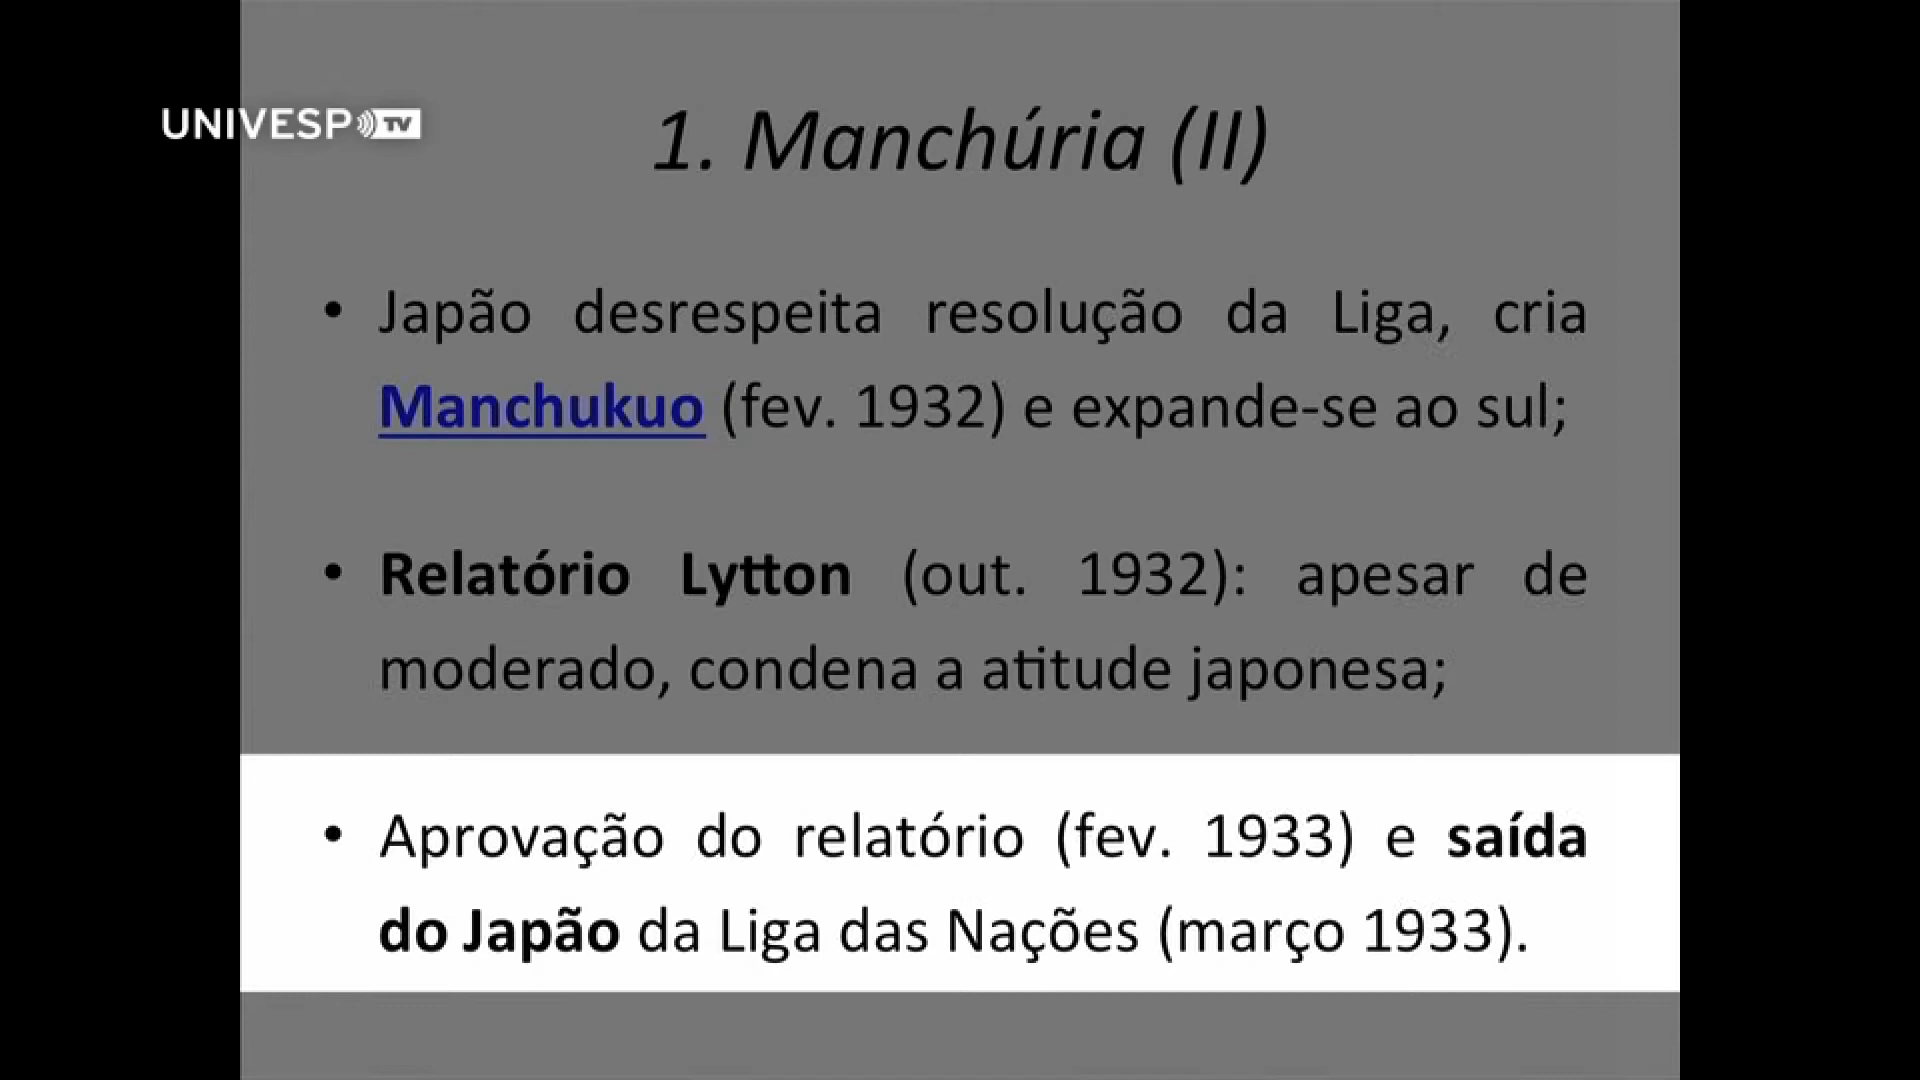 UNIVESP TV
1. Manchúria (II)
• Japão desrespeita resolução da Liga, cria
Manchukuo (fev. 1932) e expande-se ao sul;
• Relatório Lytton (out. 1932): apesar de
moderado, condena a atitude japonesa;
• Aprovação do relatório (fev. 1933) e saída
do Japão da Liga das Nações (março 1933).